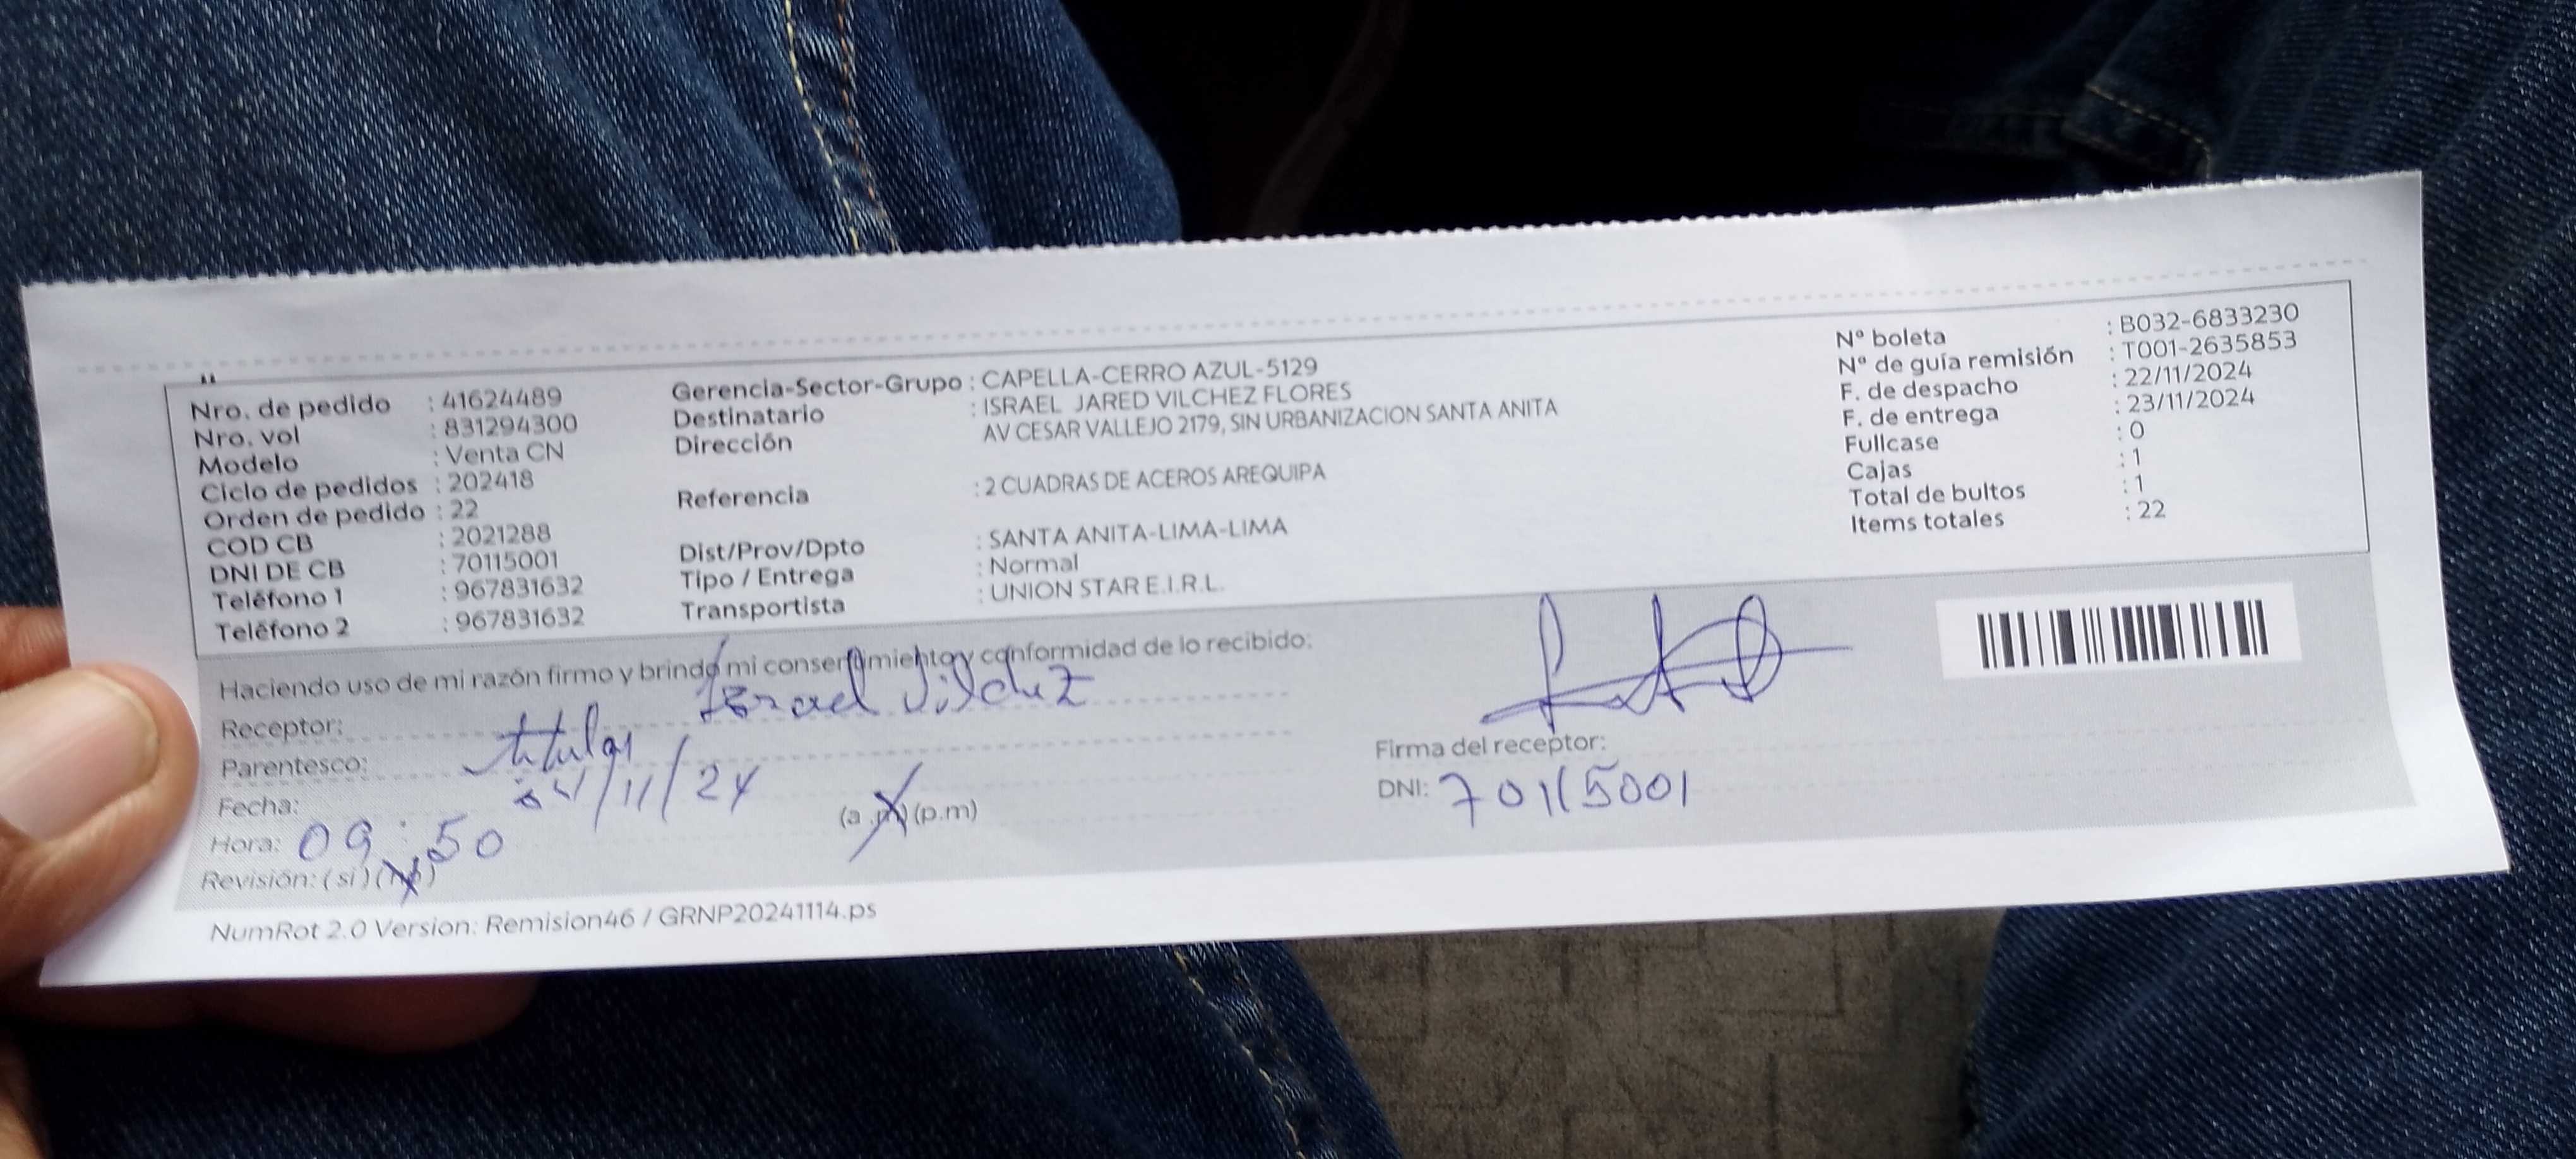 Nro. de pedido : 41624489
Nro. vol : 831294300
Modelo : Venta CN
Ciclo de pedidos : 202418
Orden de pedido : 22
COD CB : 2021288
DNI DE CB : 70115001
Teléfono 1 : 967831632
Teléfono 2 : 967831632
Gerencia-Sector-Grupo : CAPELLA-CERRO AZUL-5129
Destinatario : ISRAEL JARED VILCHEZ FLORES
Dirección AV CESAR VALLEJO 2179, SIN URBANIZACION SANTA ANITA
Referencia : 2 CUADRAS DE ACEROS AREQUIPA
Dist/Prov/Dpto : SANTA ANITA-LIMA-LIMA
Tipo / Entrega : Normal
Transportista : UNION STAR E.I.R.L.
Nº boleta : B032-6833230
Nº de guía remisión : T001-2635853
F. de despacho : 22/11/2024
F. de entrega : 23/11/2024
Fullcase : 0
Cajas : 1
Total de bultos : 1
Items totales : 22
Haciendo uso de mi razón firmo y brindo mi consentimiento y conformidad de lo recibido:
Receptor: Israel Vilchez
Parentesco: titular
Fecha: /11/24
Hora: 09:50 (a.m) (p.m)
Revisión: (si) (no)
Firma del receptor:
DNI: 70115001
NumRot 2.0 Version: Remision46 / GRNP20241114.ps